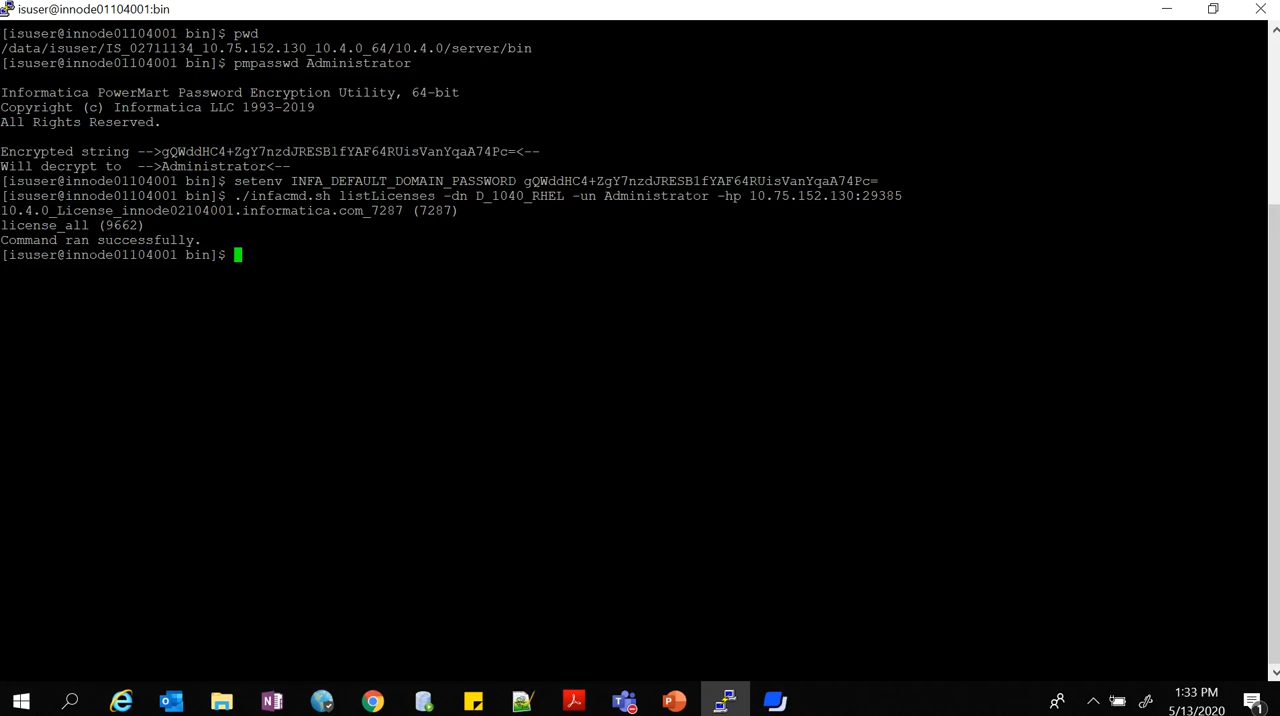 isuser@innode01104001:bin
[isuser@innode01104001 bin]$ pwd
/data/isuser/IS_02711134_10.75.152.130_10.4.0_64/10.4.0/server/bin
[isuser@innode01104001 bin]$ pmpasswd Administrator
Informatica PowerMart Password Encryption Utility, 64-bit
Copyright (c) Informatica LLC 1993-2019
All Rights Reserved.
Encrypted string -->gQWddHC4+ZgY7nzdJRESB1fYAF64RUisVanYqaA74Pc=<--
Will decrypt to  -->Administrator<--
[isuser@innode01104001 bin]$ setenv INFA_DEFAULT_DOMAIN_PASSWORD gQWddHC4+ZgY7nzdJRESB1fYAF64RUisVanYqaA74Pc=
[isuser@innode01104001 bin]$ ./infacmd.sh listLicenses -dn D_1040_RHEL -un Administrator -hp 10.75.152.130:29385
10.4.0_License_innode02104001.informatica.com_7287 (7287)
license_all (9662)
Command ran successfully.
[isuser@innode01104001 bin]$
1:33 PM
5/13/2020
1